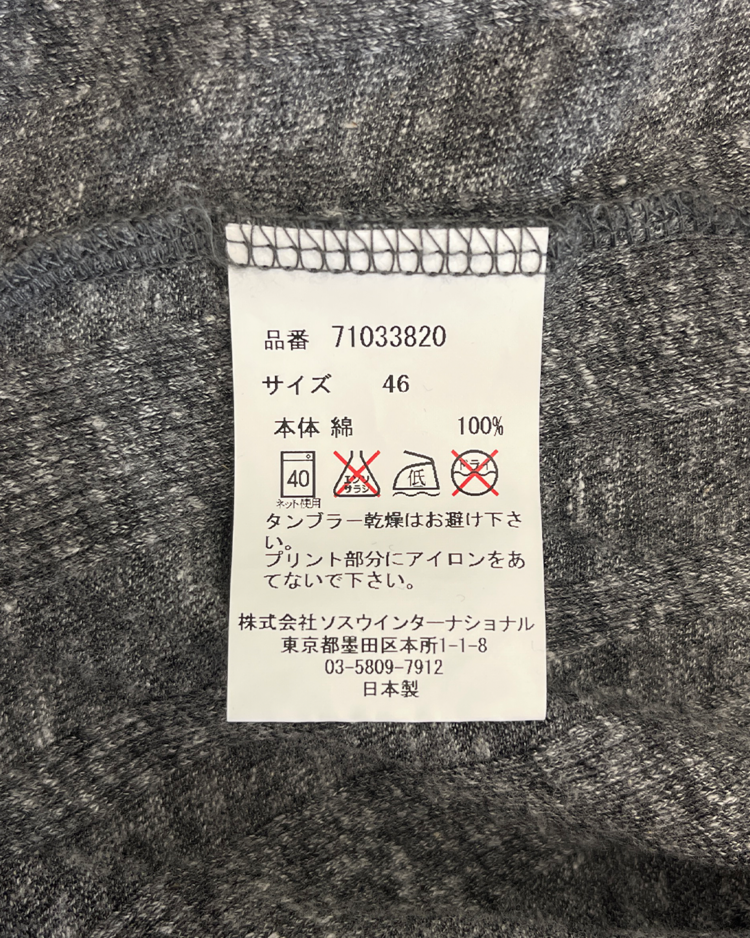 品番 71033820
サイズ 46
本体 綿 100%
40 エンソ サラシ 低 ドライ
ネット使用
タンブラー乾燥はお避け下さ
い。
プリント部分にアイロンをあ
てないで下さい。
株式会社ソスウインターナショナル
東京都墨田区本所1-1-8
03-5809-7912
日本製